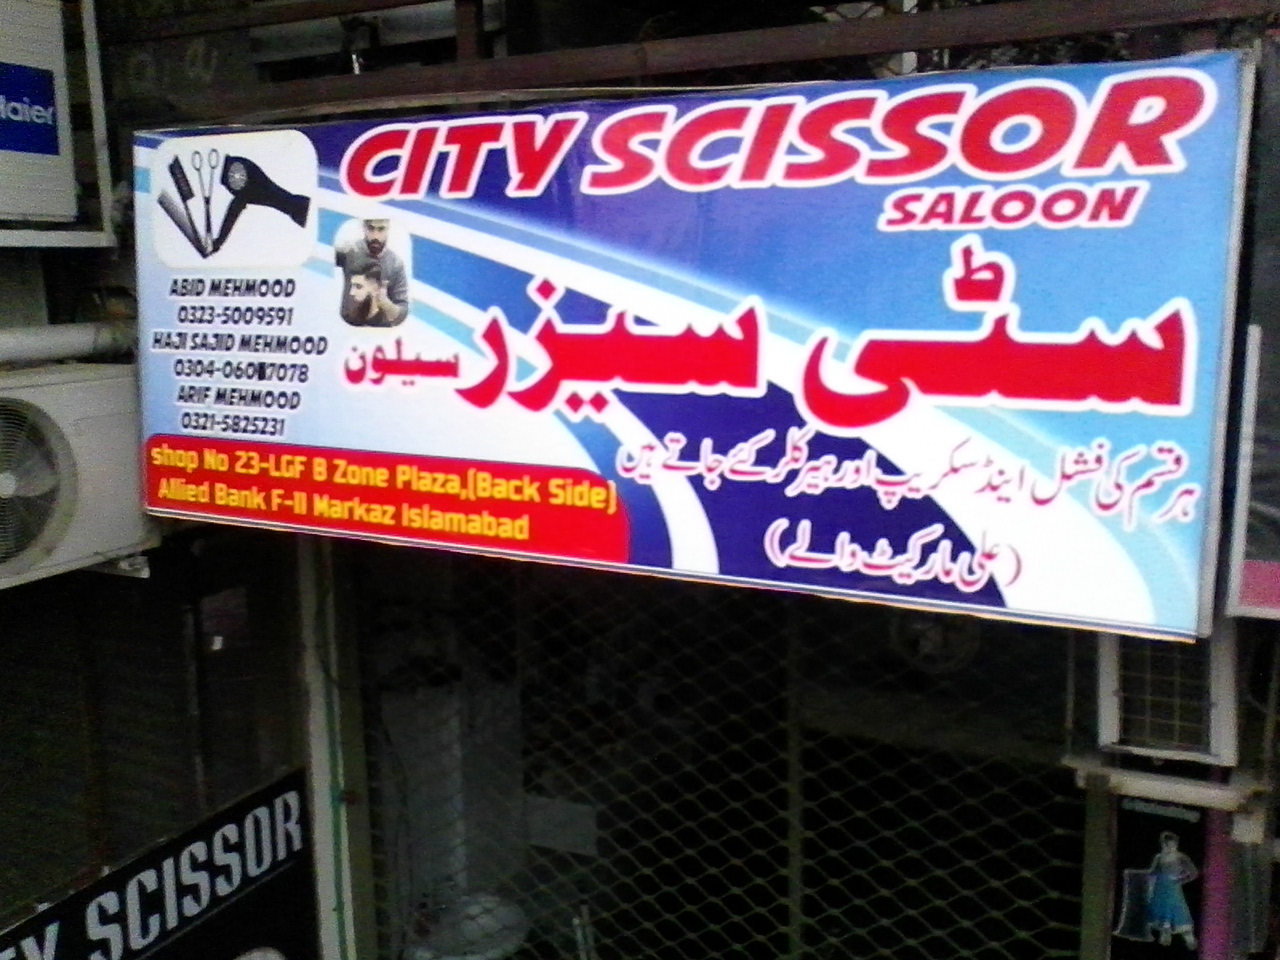 CITY SCISSOR
SALOON
سٹی سیزر سیلون
ہر قسم کی فشل اینڈ سکریپ اور ہیر کلر کئے جاتے ہیں
(علی مارکیٹ والے)
ABID MEHMOOD
0323-5009591
HAJI SAJID MEHMOOD
ARIF MEHMOOD
0321-5825231
shop No 23-LGF B Zone Plaza,(Back Side)
Allied Bank F-11 Markaz Islamabad
SCISSOR